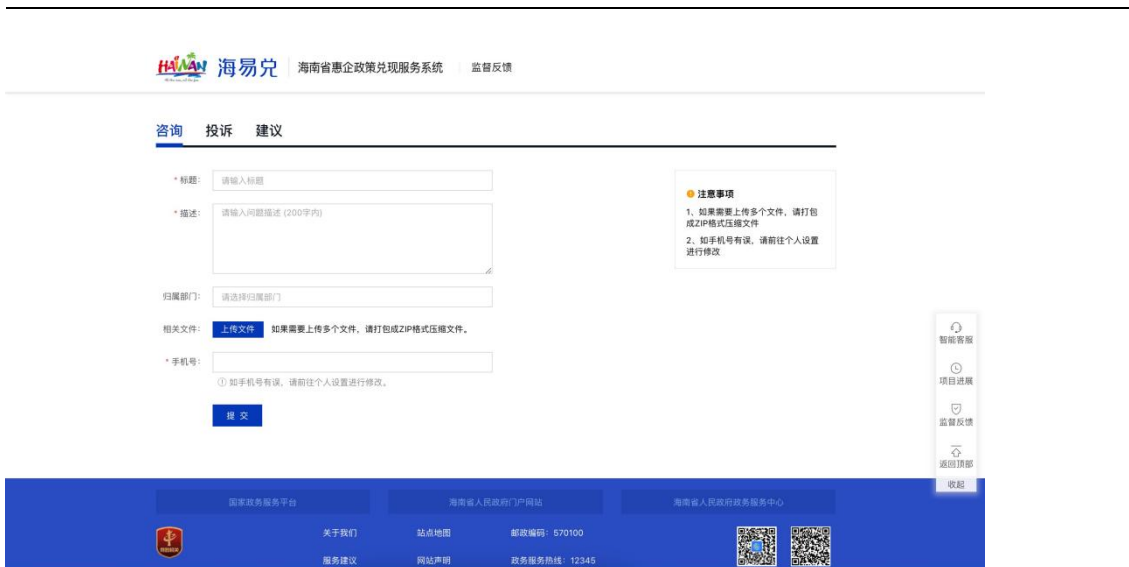 HAINAN 海易兑 海南省惠企政策兑现服务系统 监督反馈
咨询 投诉 建议
* 标题： 请输入标题
* 描述： 请输入问题描述 (200字内)
归属部门： 请选择归属部门
相关文件： 上传文件 如果需要上传多个文件，请打包成ZIP格式压缩文件。
* 手机号：
① 如手机号有误，请前往个人设置进行修改。
提 交
注意事项
1、如果需要上传多个文件，请打包
成ZIP格式压缩文件
2、如手机号有误，请前往个人设置
进行修改
智能客服
项目进展
监督反馈
返回顶部
收起
国家政务服务平台 海南省人民政府门户网站 海南省人民政府政务服务中心
关于我们 站点地图 邮政编码：570100
服务建议 网站声明 政务服务热线：12345